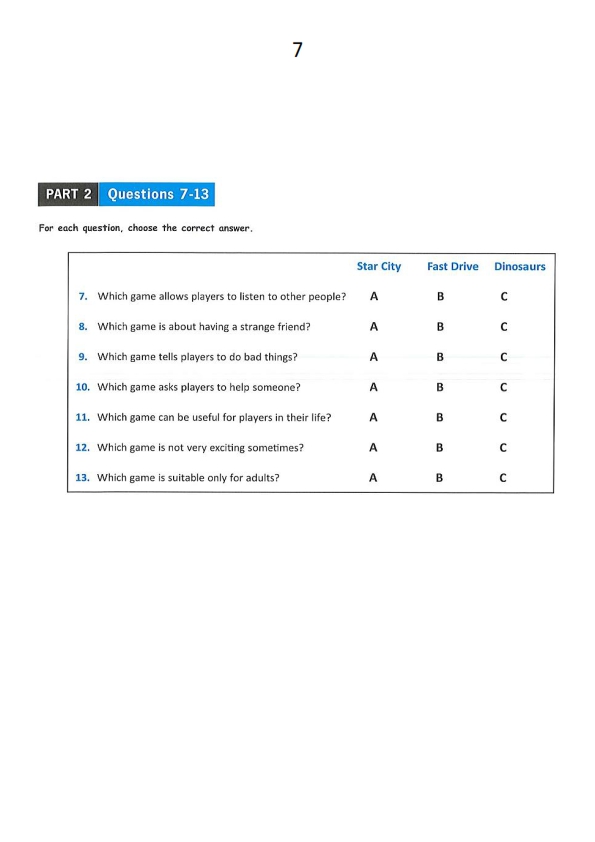 7
PART 2 Questions 7-13
For each question, choose the correct answer.
Star City Fast Drive Dinosaurs
7. Which game allows players to listen to other people? A B C
8. Which game is about having a strange friend? A B C
9. Which game tells players to do bad things? A B C
10. Which game asks players to help someone? A B C
11. Which game can be useful for players in their life? A B C
12. Which game is not very exciting sometimes? A B C
13. Which game is suitable only for adults? A B C